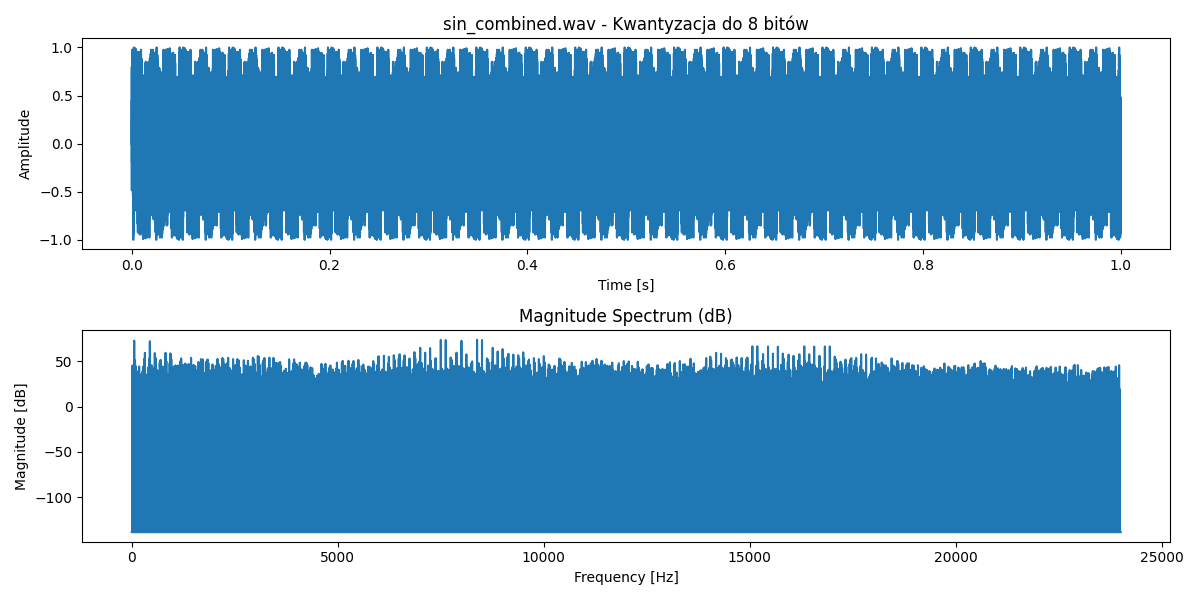 sin_combined.wav - Kwantyzacja do 8 bitów
1.0
0.5
0.0
−0.5
−1.0
Amplitude
0.0 0.2 0.4 0.6 0.8 1.0
Time [s]
Magnitude Spectrum (dB)
50
0
−50
−100
Magnitude [dB]
0 5000 10000 15000 20000 25000
Frequency [Hz]